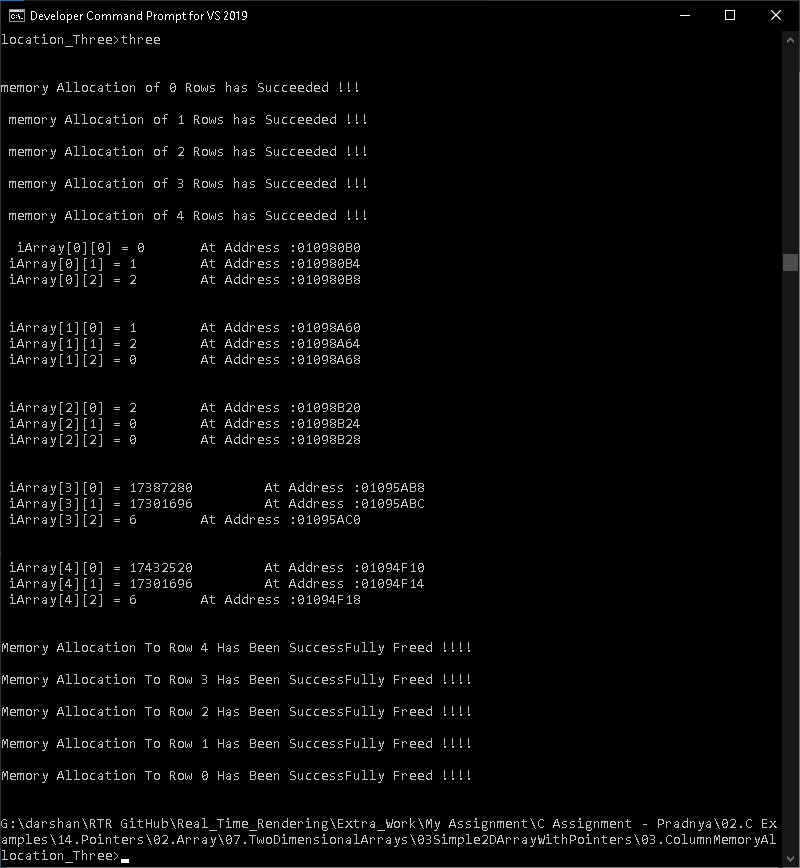 Developer Command Prompt for VS 2019
location_Three>three
memory Allocation of 0 Rows has Succeeded !!!
memory Allocation of 1 Rows has Succeeded !!!
memory Allocation of 2 Rows has Succeeded !!!
memory Allocation of 3 Rows has Succeeded !!!
memory Allocation of 4 Rows has Succeeded !!!
iArray[0][0] = 0 At Address :010980B0
iArray[0][1] = 1 At Address :010980B4
iArray[0][2] = 2 At Address :010980B8
iArray[1][0] = 1 At Address :01098A60
iArray[1][1] = 2 At Address :01098A64
iArray[1][2] = 0 At Address :01098A68
iArray[2][0] = 2 At Address :01098B20
iArray[2][1] = 0 At Address :01098B24
iArray[2][2] = 0 At Address :01098B28
iArray[3][0] = 17387280 At Address :01095AB8
iArray[3][1] = 17301696 At Address :01095ABC
iArray[3][2] = 6 At Address :01095AC0
iArray[4][0] = 17432520 At Address :01094F10
iArray[4][1] = 17301696 At Address :01094F14
iArray[4][2] = 6 At Address :01094F18
Memory Allocation To Row 4 Has Been SuccessFully Freed !!!!
Memory Allocation To Row 3 Has Been SuccessFully Freed !!!!
Memory Allocation To Row 2 Has Been SuccessFully Freed !!!!
Memory Allocation To Row 1 Has Been SuccessFully Freed !!!!
Memory Allocation To Row 0 Has Been SuccessFully Freed !!!!
G:\darshan\RTR GitHub\Real_Time_Rendering\Extra_Work\My Assignment\C Assignment - Pradnya\02.C Ex
amples\14.Pointers\02.Array\07.TwoDimensionalArrays\03Simple2DArrayWithPointers\03.ColumnMemoryAl
location_Three>